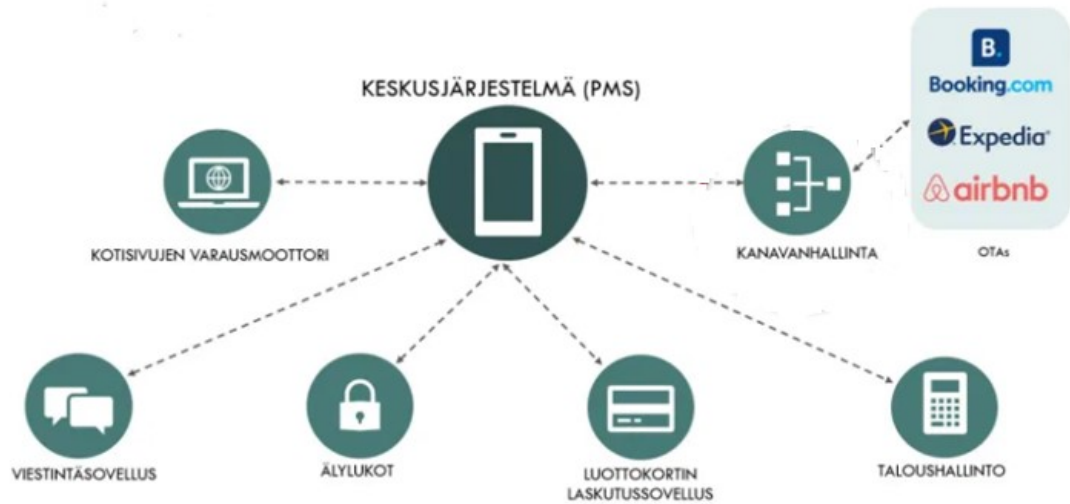 B.
Booking.com
KESKUSJÄRJESTELMÄ (PMS)
Expedia
airbnb
KOTISIVUJEN VARAUSMOOTTORI
KANAVANHALLINTA
OTAs
VIESTINTÄSOVELLUS
ÄLYLUKOT
LUOTTOKORTIN
LASKUTUSSOVELLUS
TALOUSHALLINTO